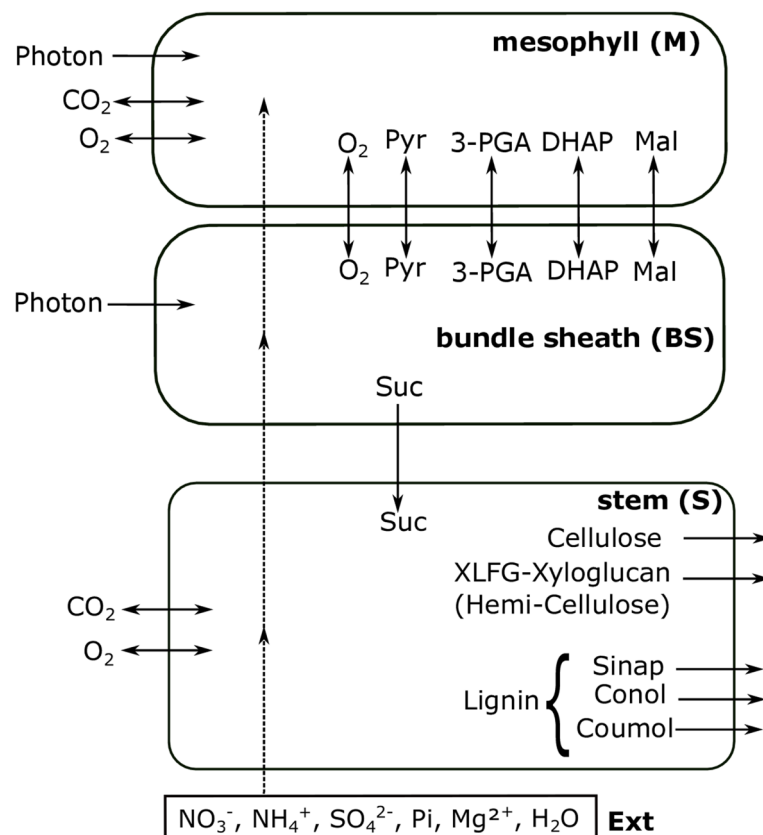 mesophyll (M)
Photon
CO₂
O₂
O₂ Pyr 3-PGA DHAP Mal
O₂ Pyr 3-PGA DHAP Mal
Photon
bundle sheath (BS)
Suc
stem (S)
Suc
Cellulose
XLFG-Xyloglucan
(Hemi-Cellulose)
CO₂
O₂
Sinap
Lignin { Conol
Coumol
NO₃⁻, NH₄⁺, SO₄²⁻, Pi, Mg²⁺, H₂O Ext